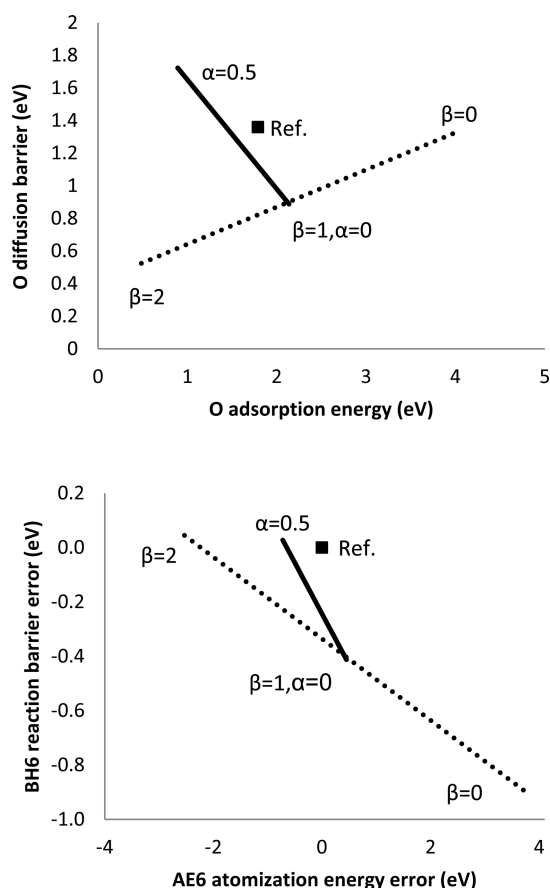 2
1.8
α=0.5
1.6
1.4
Ref.
β=0
1.2
1
0.8
β=1,α=0
0.6
0.4
β=2
0.2
0
0 1 2 3 4 5
O diffusion barrier (eV)
O adsorption energy (eV)
0.2
α=0.5
0.0
Ref.
β=2
-0.2
-0.4
β=1,α=0
-0.6
-0.8
β=0
-1.0
-4 -2 0 2 4
BH6 reaction barrier error (eV)
AE6 atomization energy error (eV)